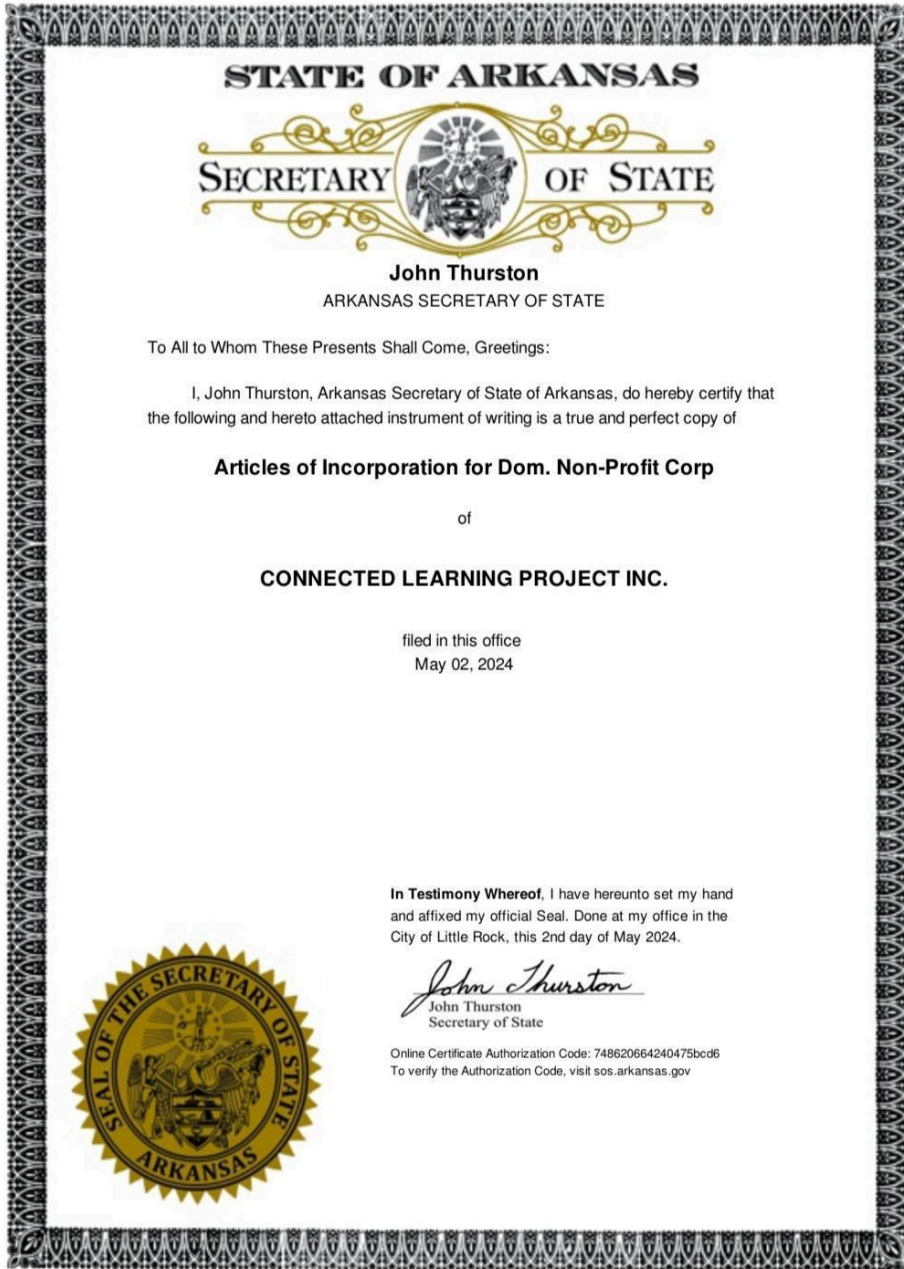 STATE OF ARKANSAS
SECRETARY OF STATE
John Thurston
ARKANSAS SECRETARY OF STATE
To All to Whom These Presents Shall Come, Greetings:
I, John Thurston, Arkansas Secretary of State of Arkansas, do hereby certify that
the following and hereto attached instrument of writing is a true and perfect copy of
Articles of Incorporation for Dom. Non-Profit Corp
of
CONNECTED LEARNING PROJECT INC.
filed in this office
May 02, 2024
In Testimony Whereof, I have hereunto set my hand
and affixed my official Seal. Done at my office in the
City of Little Rock, this 2nd day of May 2024.
John Thurston
John Thurston
Secretary of State
Online Certificate Authorization Code: 748620664240475bcd6
To verify the Authorization Code, visit sos.arkansas.gov
SEAL OF THE SECRETARY OF STATE
ARKANSAS